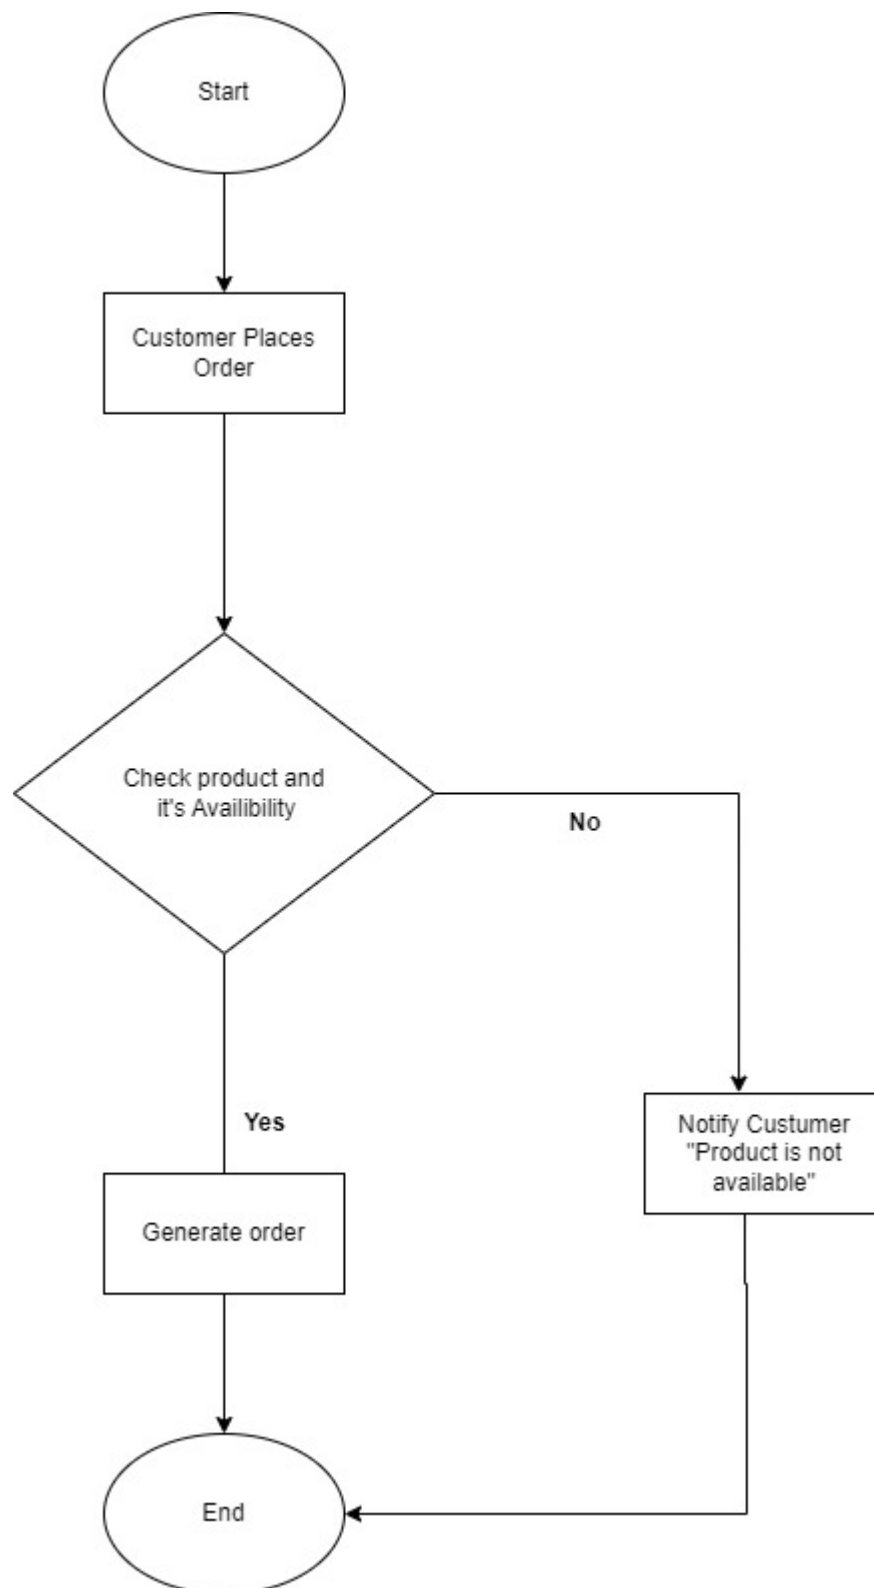 Start
Customer Places
Order
Check product and
it's Availibility
No
Yes
Notify Custumer
"Product is not
available"
Generate order
End